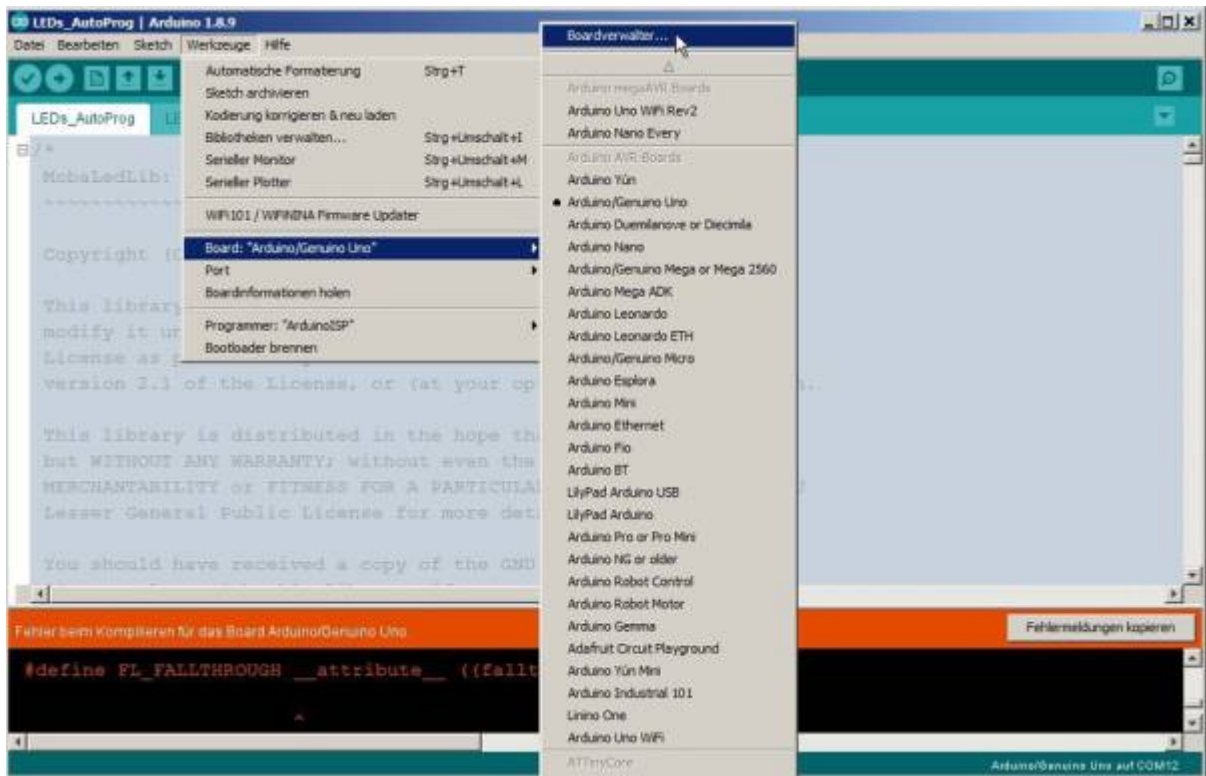 LEDs_AutoProg | Arduino 1.8.9
Datei Bearbeiten Sketch Werkzeuge Hilfe
LEDs_AutoProg
Automatische Formatierung Strg+T
Sketch archivieren
Kodierung korrigieren & neu laden
Bibliotheken verwalten... Strg+Umschalt+I
Serieller Monitor Strg+Umschalt+M
Serieller Plotter Strg+Umschalt+L
WiFi101 / WiFiNINA Firmware Updater
Board: "Arduino/Genuino Uno"
Port
Boardinformationen holen
Programmer: "ArduinoISP"
Bootloader brennen
Boardverwalter...
Arduino megaAVR Boards
Arduino Uno WiFi Rev2
Arduino Nano Every
Arduino AVR Boards
Arduino Yún
Arduino/Genuino Uno
Arduino Duemilanove or Diecimila
Arduino Nano
Arduino/Genuino Mega or Mega 2560
Arduino Mega ADK
Arduino Leonardo
Arduino Leonardo ETH
Arduino/Genuino Micro
Arduino Esplora
Arduino Mini
Arduino Ethernet
Arduino Fio
Arduino BT
LilyPad Arduino USB
LilyPad Arduino
Arduino Pro or Pro Mini
Arduino NG or older
Arduino Robot Control
Arduino Robot Motor
Arduino Gemma
Adafruit Circuit Playground
Arduino Yún Mini
Arduino Industrial 101
Linino One
Arduino Uno WiFi
ATTinyCore
/*
MobaLedLib:
~~~~~~~~~~~
Copyright (C
This library
modify it un
License as
version 2.1 of the License, or (at your op
This library is distributed in the hope th
but WITHOUT ANY WARRANTY; without even the
MERCHANTABILITY or FITNESS FOR A PARTICULA
Lesser General Public License for more det
You should have received a copy of the GNU
Fehler beim Kompilieren für das Board Arduino/Genuino Uno.
Fehlermeldungen kopieren
#define FL_FALLTHROUGH __attribute__ ((fallt
^
Arduino/Genuino Uno auf COM12